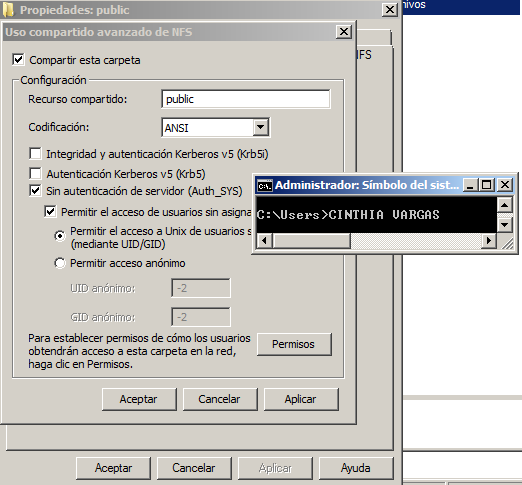 Propiedades: public
nivos
Uso compartido avanzado de NFS
NFS
Compartir esta carpeta
Configuración
Recurso compartido: public
Codificación: ANSI
Integridad y autenticación Kerberos v5 (Krb5i)
Autenticación Kerberos v5 (Krb5)
Sin autenticación de servidor (Auth_SYS)
Permitir el acceso de usuarios sin asigna
Permitir el acceso a Unix de usuarios s
(mediante UID/GID)
Permitir acceso anónimo
UID anónimo: -2
GID anónimo: -2
Para establecer permisos de cómo los usuarios
obtendrán acceso a esta carpeta en la red,
haga clic en Permisos.
Permisos
Aceptar Cancelar Aplicar
Aceptar Cancelar Aplicar Ayuda
Administrador: Símbolo del sist...
C:\Users>CINTHIA VARGAS